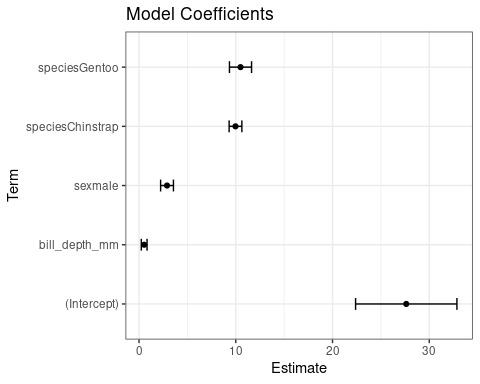 Model Coefficients
Term
speciesGentoo
speciesChinstrap
sexmale
bill_depth_mm
(Intercept)
0 10 20 30
Estimate